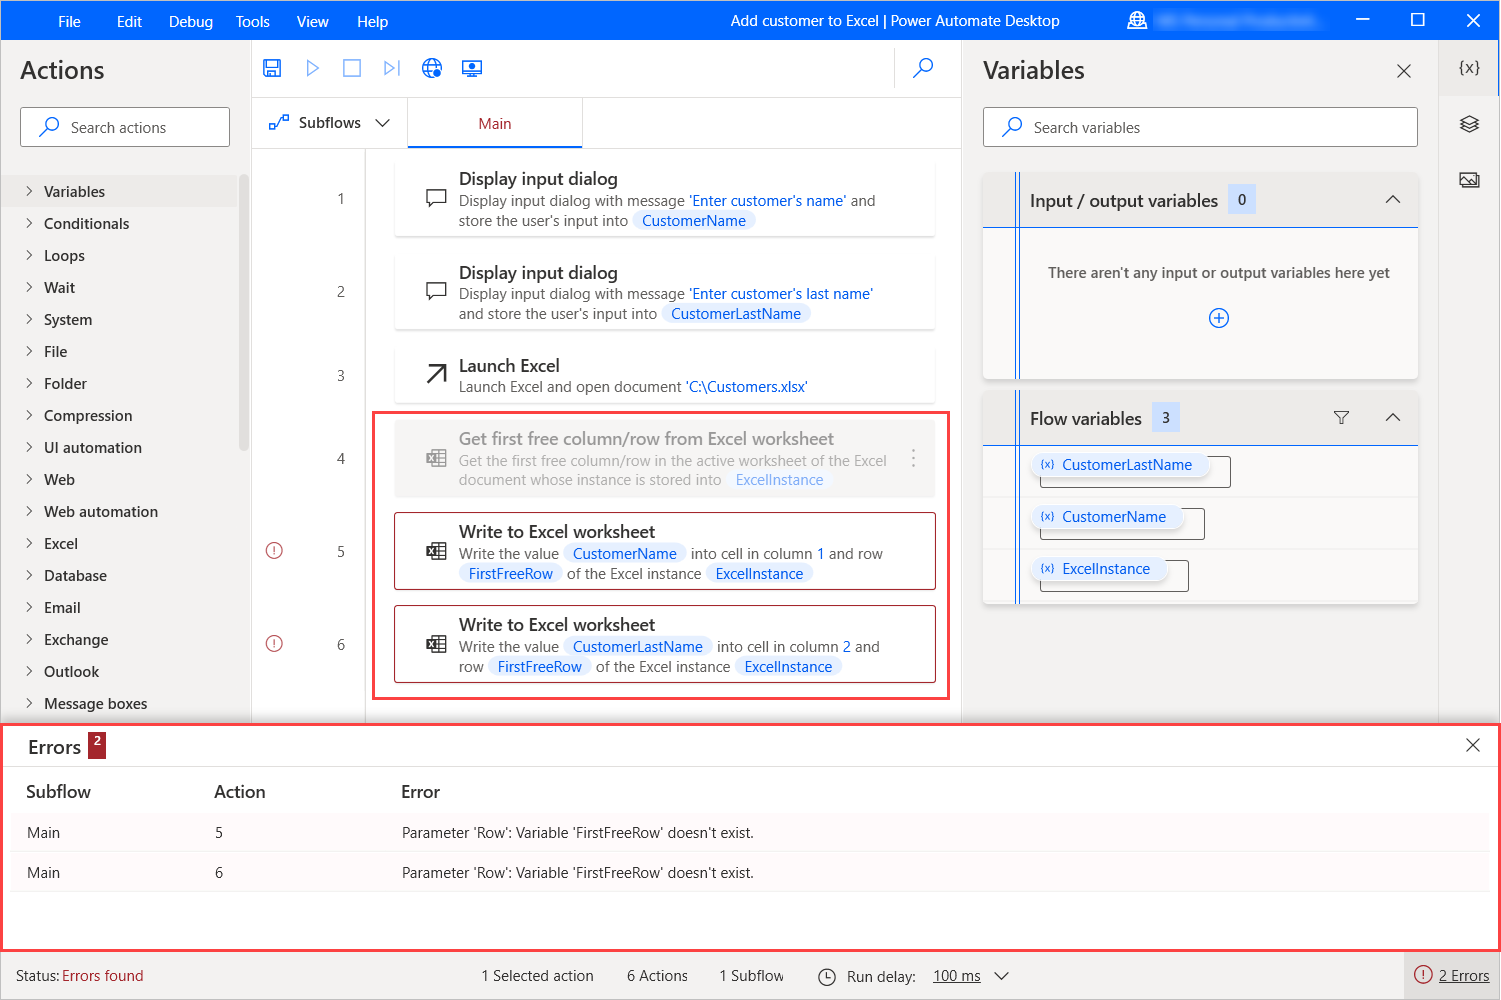 File Edit Debug Tools View Help
Add customer to Excel | Power Automate Desktop
Actions
Search actions
Variables
Conditionals
Loops
Wait
System
File
Folder
Compression
UI automation
Web
Web automation
Excel
Database
Email
Exchange
Outlook
Message boxes
Subflows
Main
1
Display input dialog
Display input dialog with message 'Enter customer's name' and
store the user's input into CustomerName
2
Display input dialog
Display input dialog with message 'Enter customer's last name'
and store the user's input into CustomerLastName
3
Launch Excel
Launch Excel and open document 'C:\Customers.xlsx'
4
Get first free column/row from Excel worksheet
Get the first free column/row in the active worksheet of the Excel
document whose instance is stored into ExcelInstance
5
Write to Excel worksheet
Write the value CustomerName into cell in column 1 and row
FirstFreeRow of the Excel instance ExcelInstance
6
Write to Excel worksheet
Write the value CustomerLastName into cell in column 2 and
row FirstFreeRow of the Excel instance ExcelInstance
Variables
{x}
Search variables
Input / output variables 0
There aren't any input or output variables here yet
Flow variables 3
{x} CustomerLastName
{x} CustomerName
{x} ExcelInstance
Errors 2
Subflow Action Error
Main 5 Parameter 'Row': Variable 'FirstFreeRow' doesn't exist.
Main 6 Parameter 'Row': Variable 'FirstFreeRow' doesn't exist.
Status: Errors found 1 Selected action 6 Actions 1 Subflow Run delay: 100 ms 2 Errors